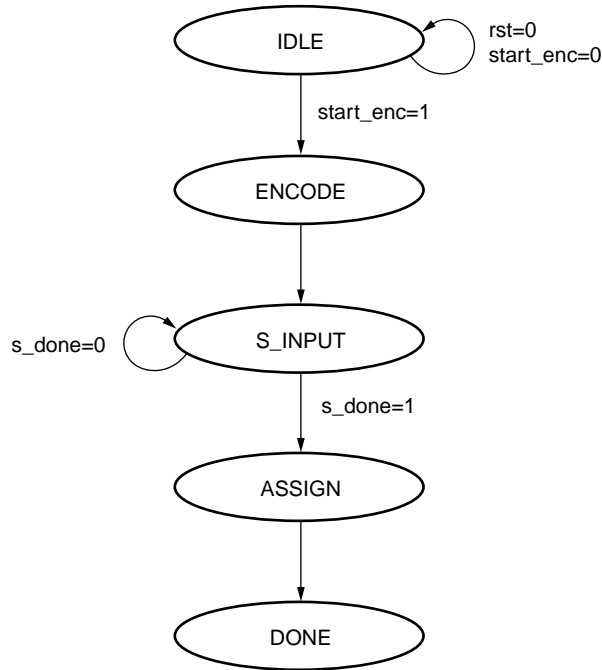 IDLE
rst=0
start_enc=0
start_enc=1
ENCODE
s_done=0
S_INPUT
s_done=1
ASSIGN
DONE